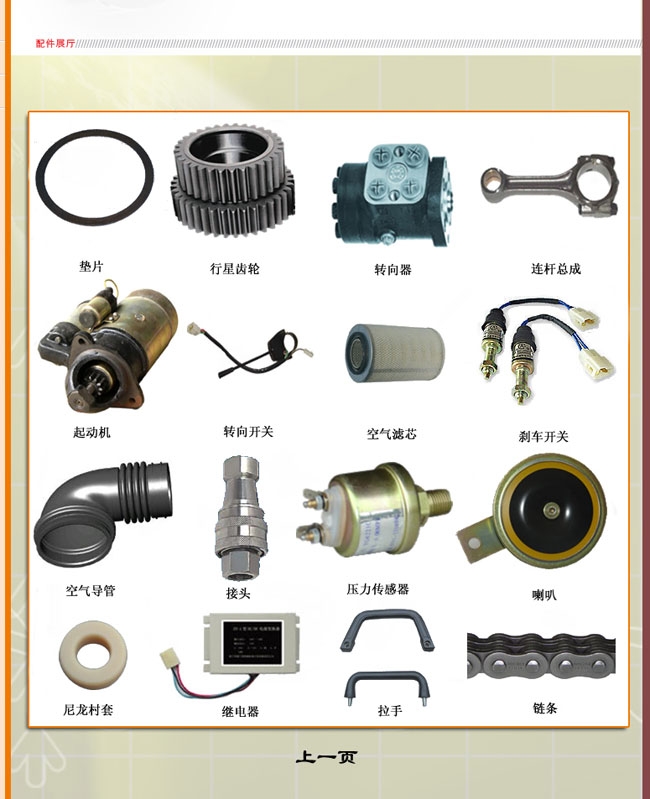 配件展厅
垫片
行星齿轮
转向器
连杆总成
起动机
转向开关
空气滤芯
刹车开关
空气导管
接头
压力传感器
喇叭
尼龙村套
继电器
拉手
链条
上一页